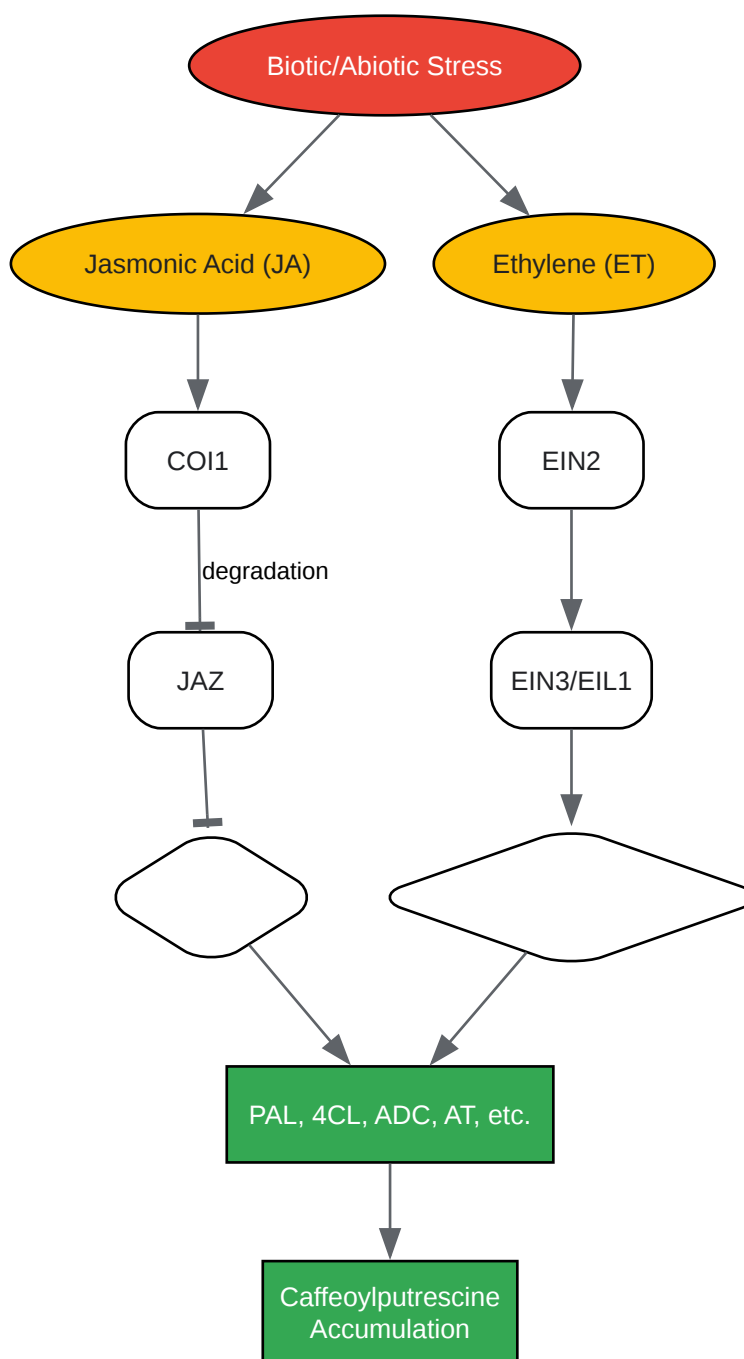 Biotic/Abiotic Stress
Jasmonic Acid (JA)
Ethylene (ET)
COI1
EIN2
degradation
JAZ
EIN3/EIL1
PAL, 4CL, ADC, AT, etc.
Caffeoylputrescine
Accumulation